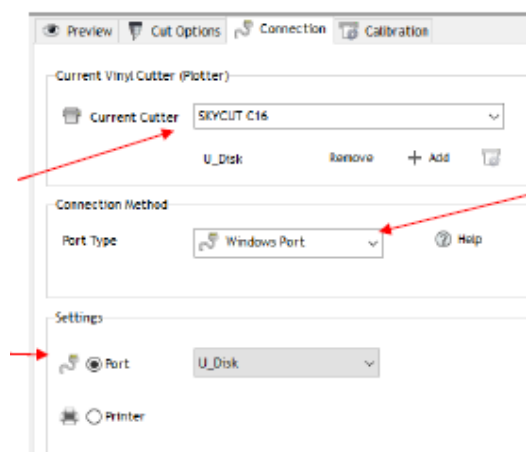 Preview Cut Options Connection Calibration
Current Vinyl Cutter (Plotter)
Current Cutter SKYCUT C16
U_Disk Remove + Add
Connection Method
Port Type Windows Port ? Help
Settings
Port U_Disk
Printer